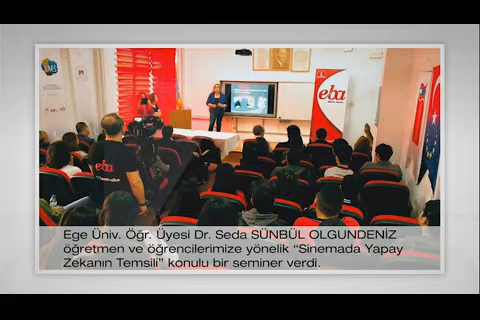 eba
eba
Ege Üniv. Öğr. Üyesi Dr. Seda SÜNBÜL OLGUNDENİZ
öğretmen ve öğrencilerimize yönelik “Sinemada Yapay
Zekanın Temsili” konulu bir seminer verdi.